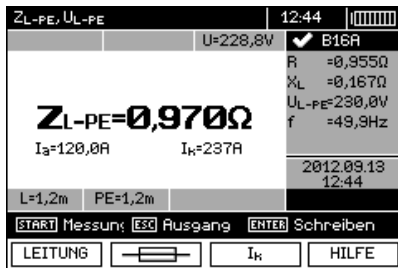 ZL-PE, UL-PE 12:44
U=228,8V ✔ B16A
R =0,955Ω
XL =0,167Ω
UL-PE=230,0V
f =49,9Hz
ZL-PE=0,970Ω
Ia=120,0A Ik=237A
2012.09.13
12:44
L=1,2m PE=1,2m
START Messung ESC Ausgang ENTER Schreiben
LEITUNG Ik HILFE